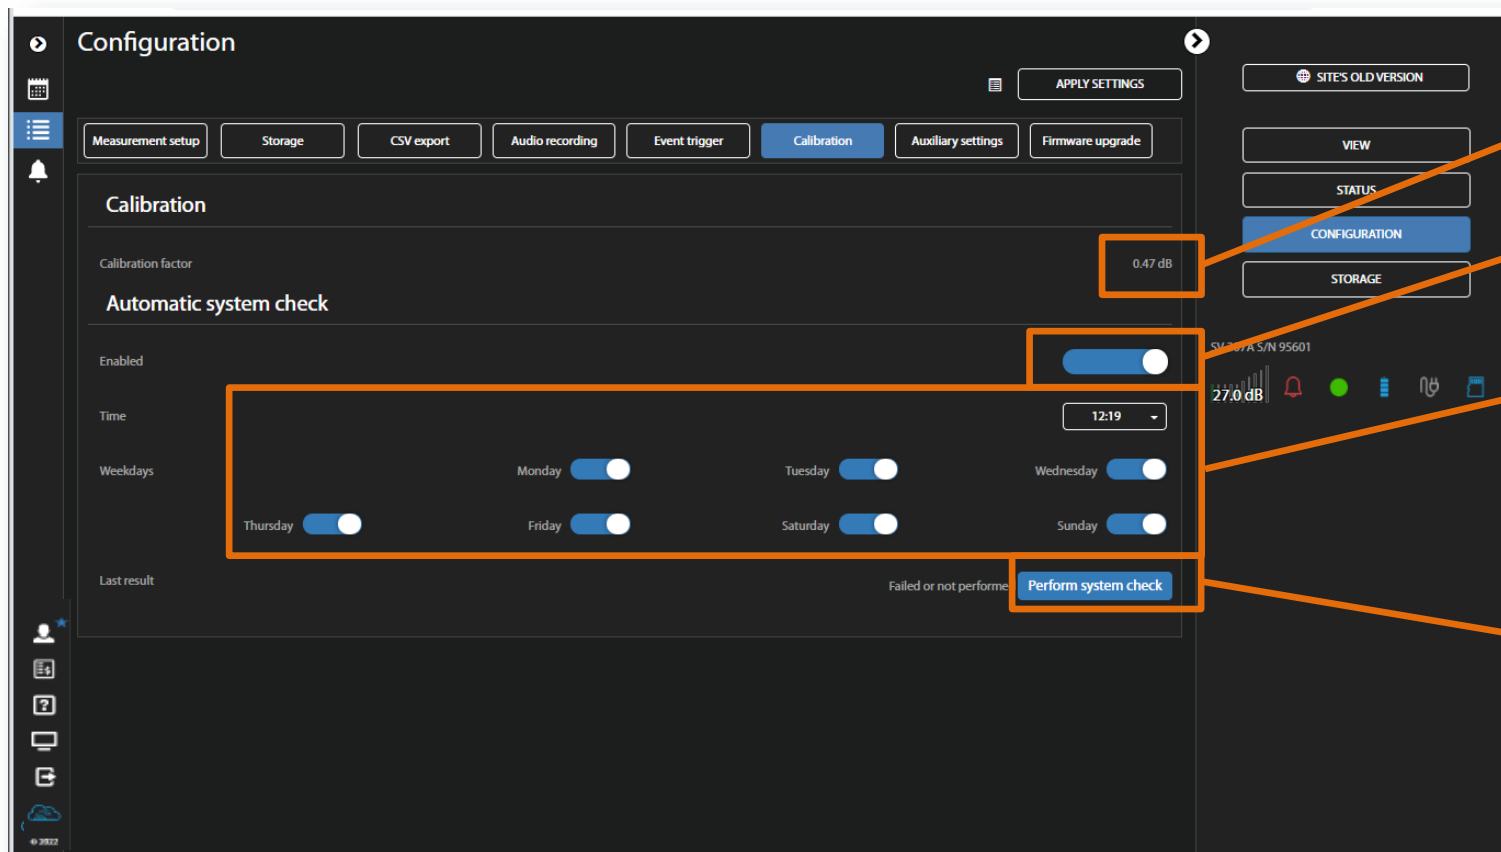 Configuration
APPLY SETTINGS
SITE'S OLD VERSION
Measurement setup
Storage
CSV export
Audio recording
Event trigger
Calibration
Auxiliary settings
Firmware upgrade
VIEW
STATUS
CONFIGURATION
STORAGE
Calibration
Calibration factor
0.47 dB
Automatic system check
Enabled
S/N 95601
27.0 dB
Time
12:19
Weekdays
Monday
Tuesday
Wednesday
Thursday
Friday
Saturday
Sunday
Last result
Failed or not performe
Perform system check
© 2022